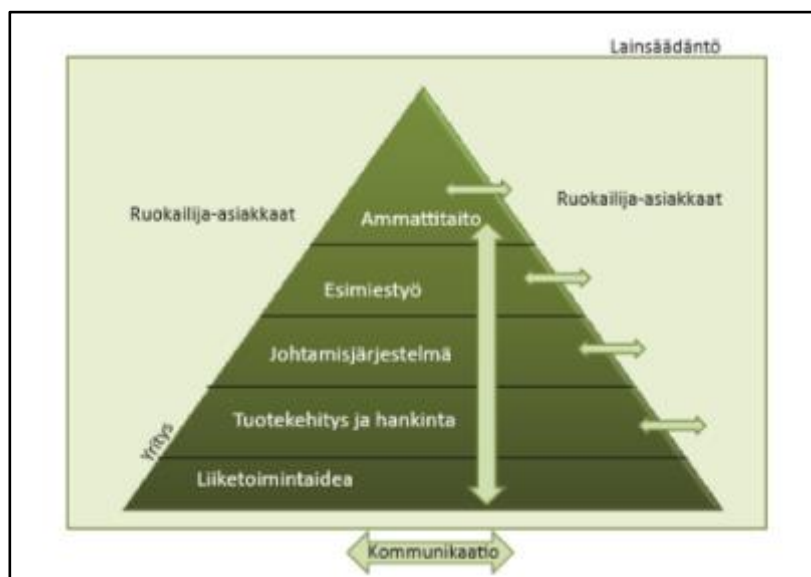 Lainsäädäntö
Ruokailija-asiakkaat
Ruokailija-asiakkaat
Ammattitaito
Esimiestyö
Johtamisjärjestelmä
Tuotekehitys ja hankinta
Yritys
Liiketoimintaidea
Kommunikaatio